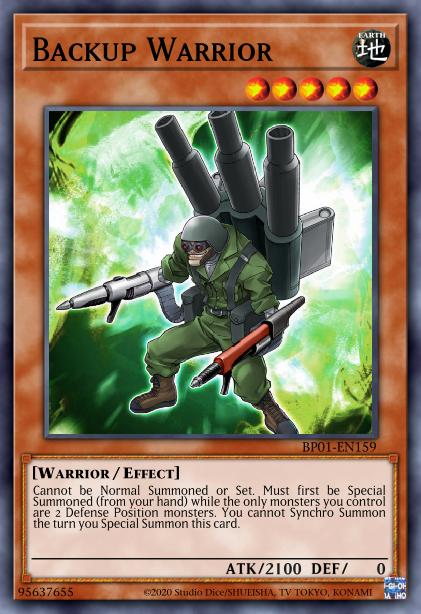 BACKUP WARRIOR
EARTH
地
BP01-EN159
[WARRIOR / EFFECT]
Cannot be Normal Summoned or Set. Must first be Special
Summoned (from your hand) while the only monsters you control
are 2 Defense Position monsters. You cannot Synchro Summon
the turn you Special Summon this card.
ATK/2100 DEF/ 0
95637655
©2020 Studio Dice/SHUEISHA, TV TOKYO, KONAMI